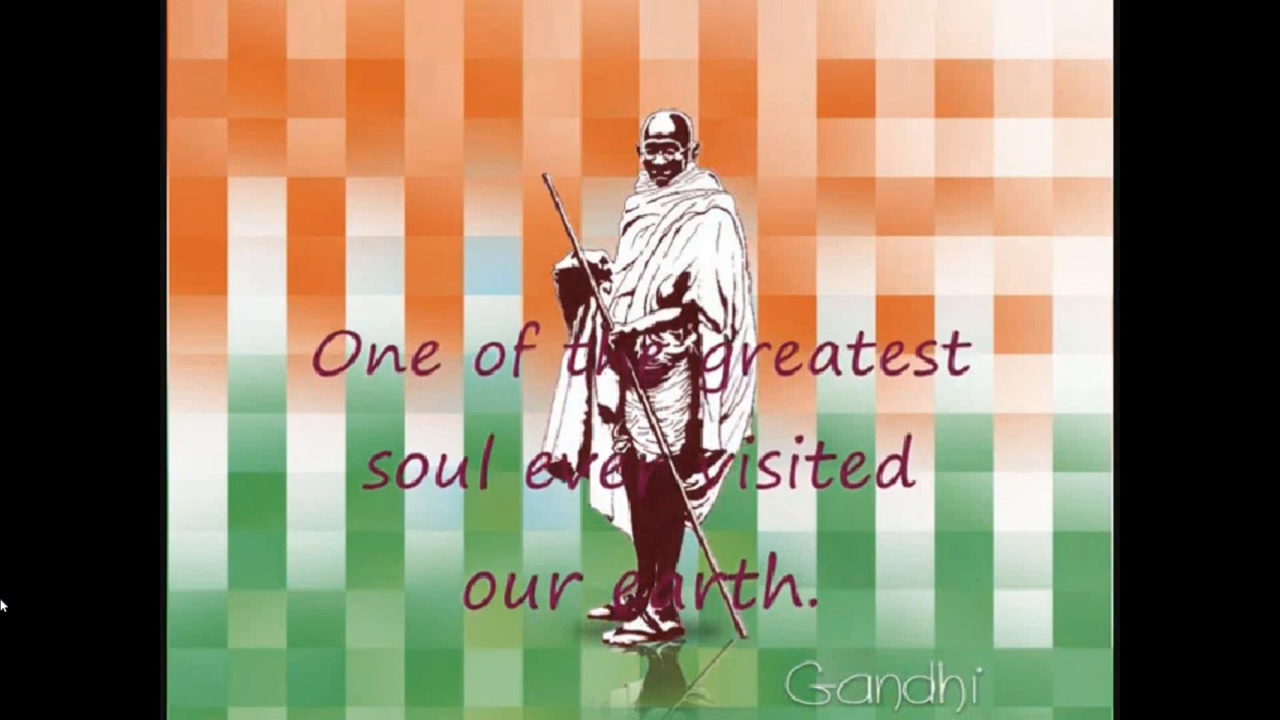 One of the greatest
soul ever visited
our earth.
Gandhi